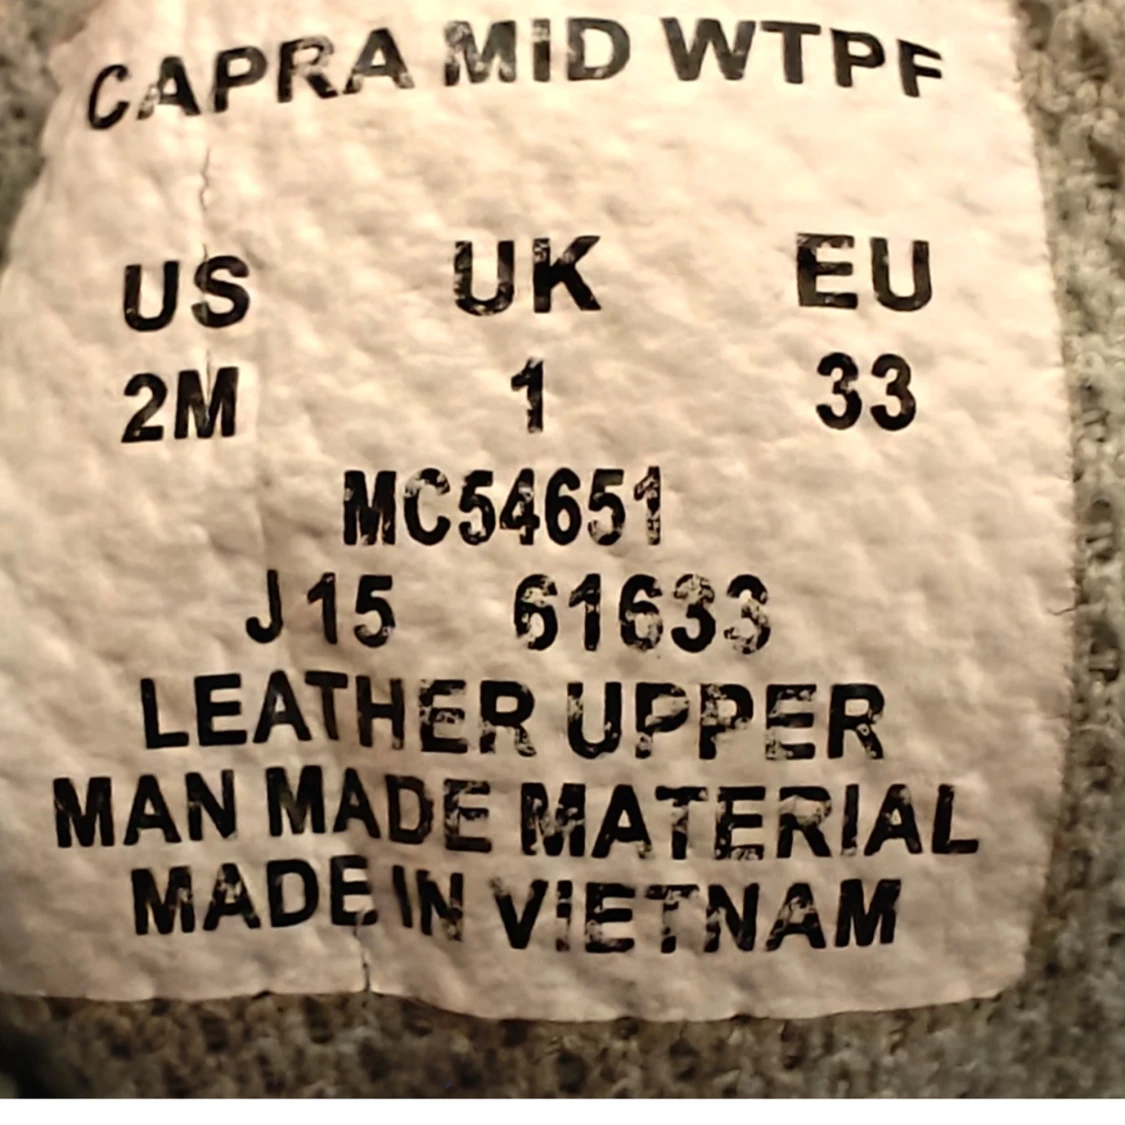 CAPRA MID WTPF
US UK EU
2M 1 33
MC54651
J15 61633
LEATHER UPPER
MAN MADE MATERIAL
MADE IN VIETNAM